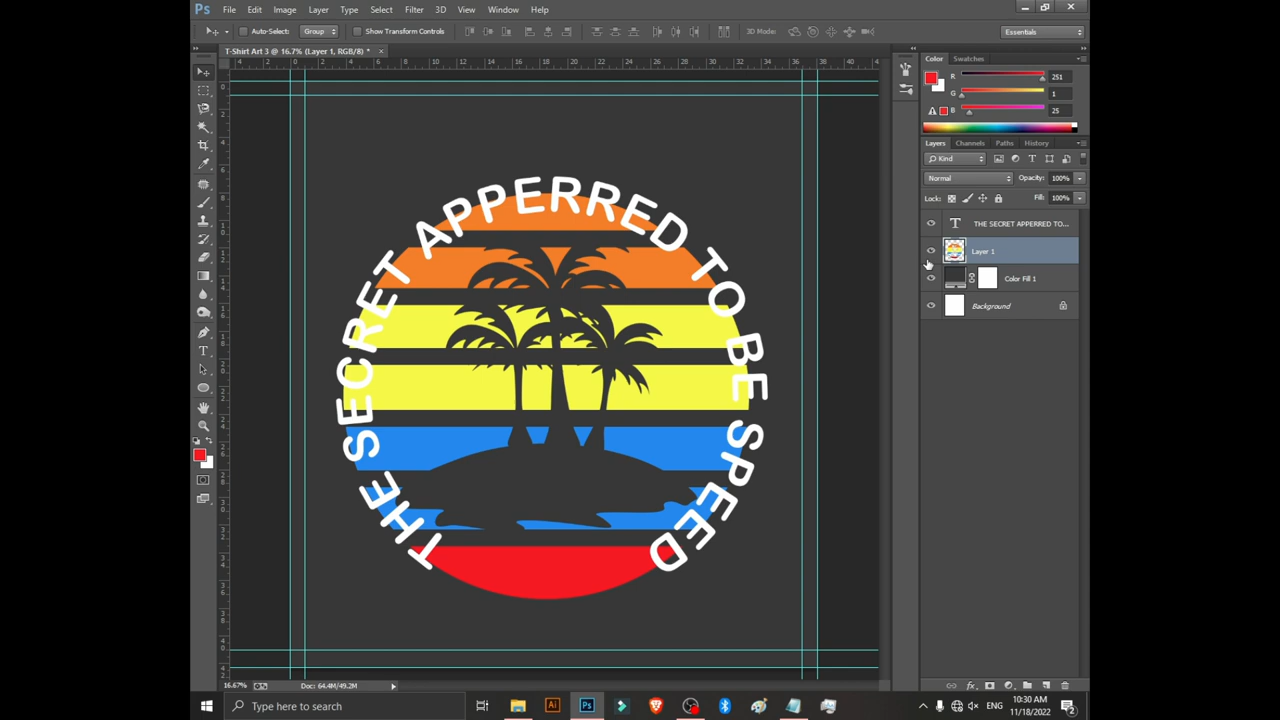 Ps File Edit Image Layer Type Select Filter 3D View Window Help
Auto-Select: Group Show Transform Controls 3D Mode: Essentials
T-Shirt Art 3 @ 16.7% (Layer 1, RGB/8) * ×
Color Swatches
R 251
G 1
B 25
Layers Channels Paths History
Kind
Normal Opacity: 100%
Lock: Fill: 100%
THE SECRET APPERRED TO...
Layer 1
Color Fill 1
Background
THE SECRET APPERRED TO BE SPEED
16.67% Doc: 64.4M/49.2M
Type here to search
Ai Ps
ENG
10:30 AM
11/18/2022
2